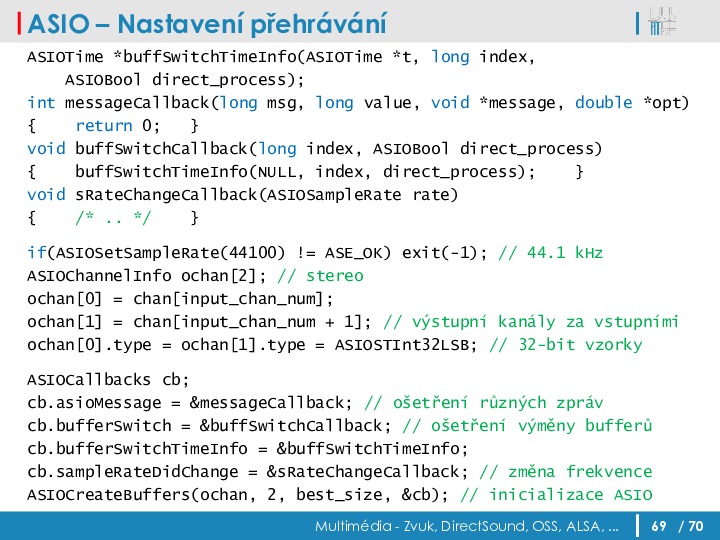 ASIO – Nastavení přehrávání
ASIOTime *buffSwitchTimeInfo(ASIOTime *t, long index,
    ASIOBool direct_process);
int messageCallback(long msg, long value, void *message, double *opt)
{    return 0;   }
void buffSwitchCallback(long index, ASIOBool direct_process)
{    buffSwitchTimeInfo(NULL, index, direct_process);    }
void sRateChangeCallback(ASIOSampleRate rate)
{    /* .. */    }
if(ASIOSetSampleRate(44100) != ASE_OK) exit(-1); // 44.1 kHz
ASIOChannelInfo ochan[2]; // stereo
ochan[0] = chan[input_chan_num];
ochan[1] = chan[input_chan_num + 1]; // výstupní kanály za vstupními
ochan[0].type = ochan[1].type = ASIOSTInt32LSB; // 32-bit vzorky
ASIOCallbacks cb;
cb.asioMessage = &messageCallback; // ošetření různých zpráv
cb.bufferSwitch = &buffSwitchCallback; // ošetření výměny bufferů
cb.bufferSwitchTimeInfo = &buffSwitchTimeInfo;
cb.sampleRateDidChange = &sRateChangeCallback; // změna frekvence
ASIOCreateBuffers(ochan, 2, best_size, &cb); // inicializace ASIO
Multimédia - Zvuk, DirectSound, OSS, ALSA, ... 69 / 70